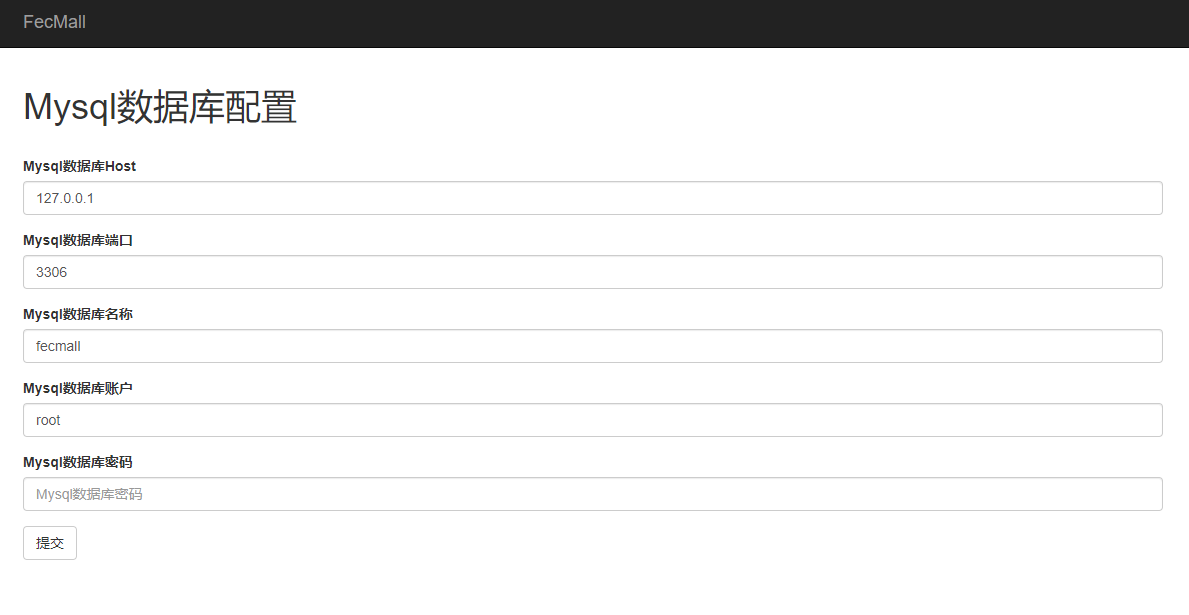 FecMall
Mysql数据库配置
Mysql数据库Host
127.0.0.1
Mysql数据库端口
3306
Mysql数据库名称
fecmall
Mysql数据库账户
root
Mysql数据库密码
Mysql数据库密码
提交